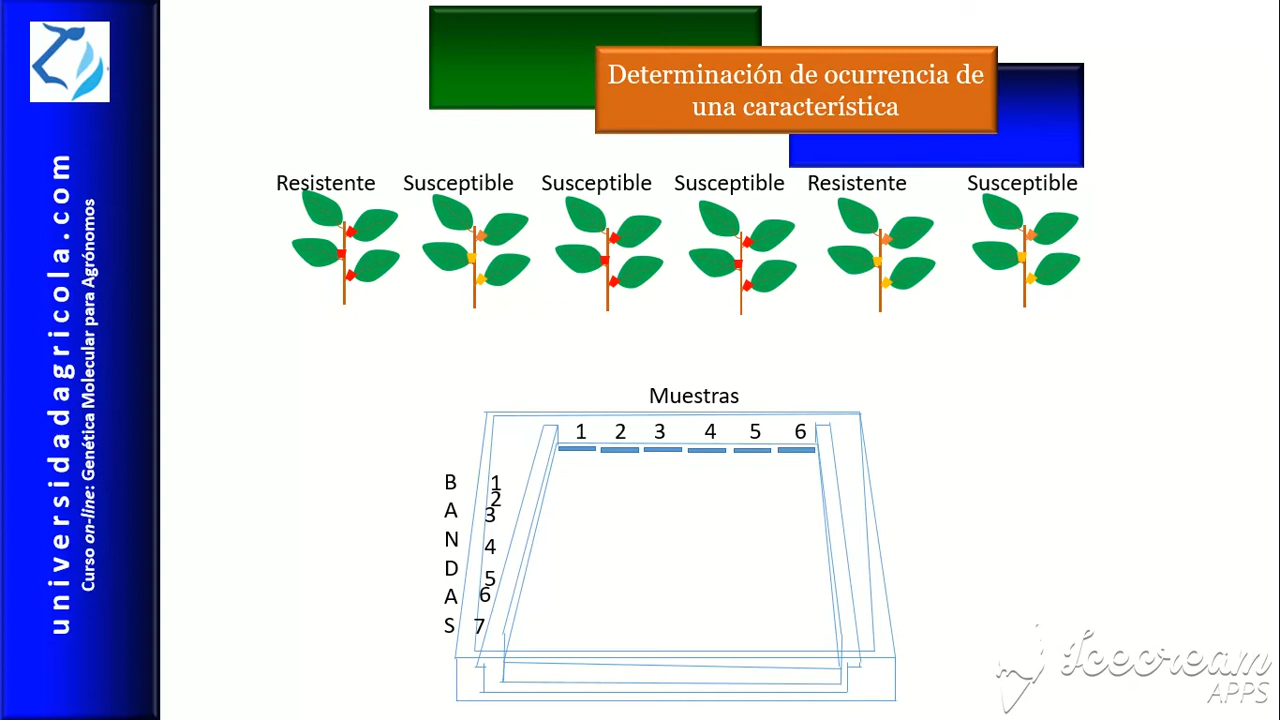 universidadagricola.com
Curso on-line: Genética Molecular para Agrónomos
Determinación de ocurrencia de
una característica
Resistente Susceptible Susceptible Susceptible Resistente Susceptible
Muestras
1 2 3 4 5 6
B 1
2
A 3
N 4
D 5
A 6
S 7
Icecream
APPS